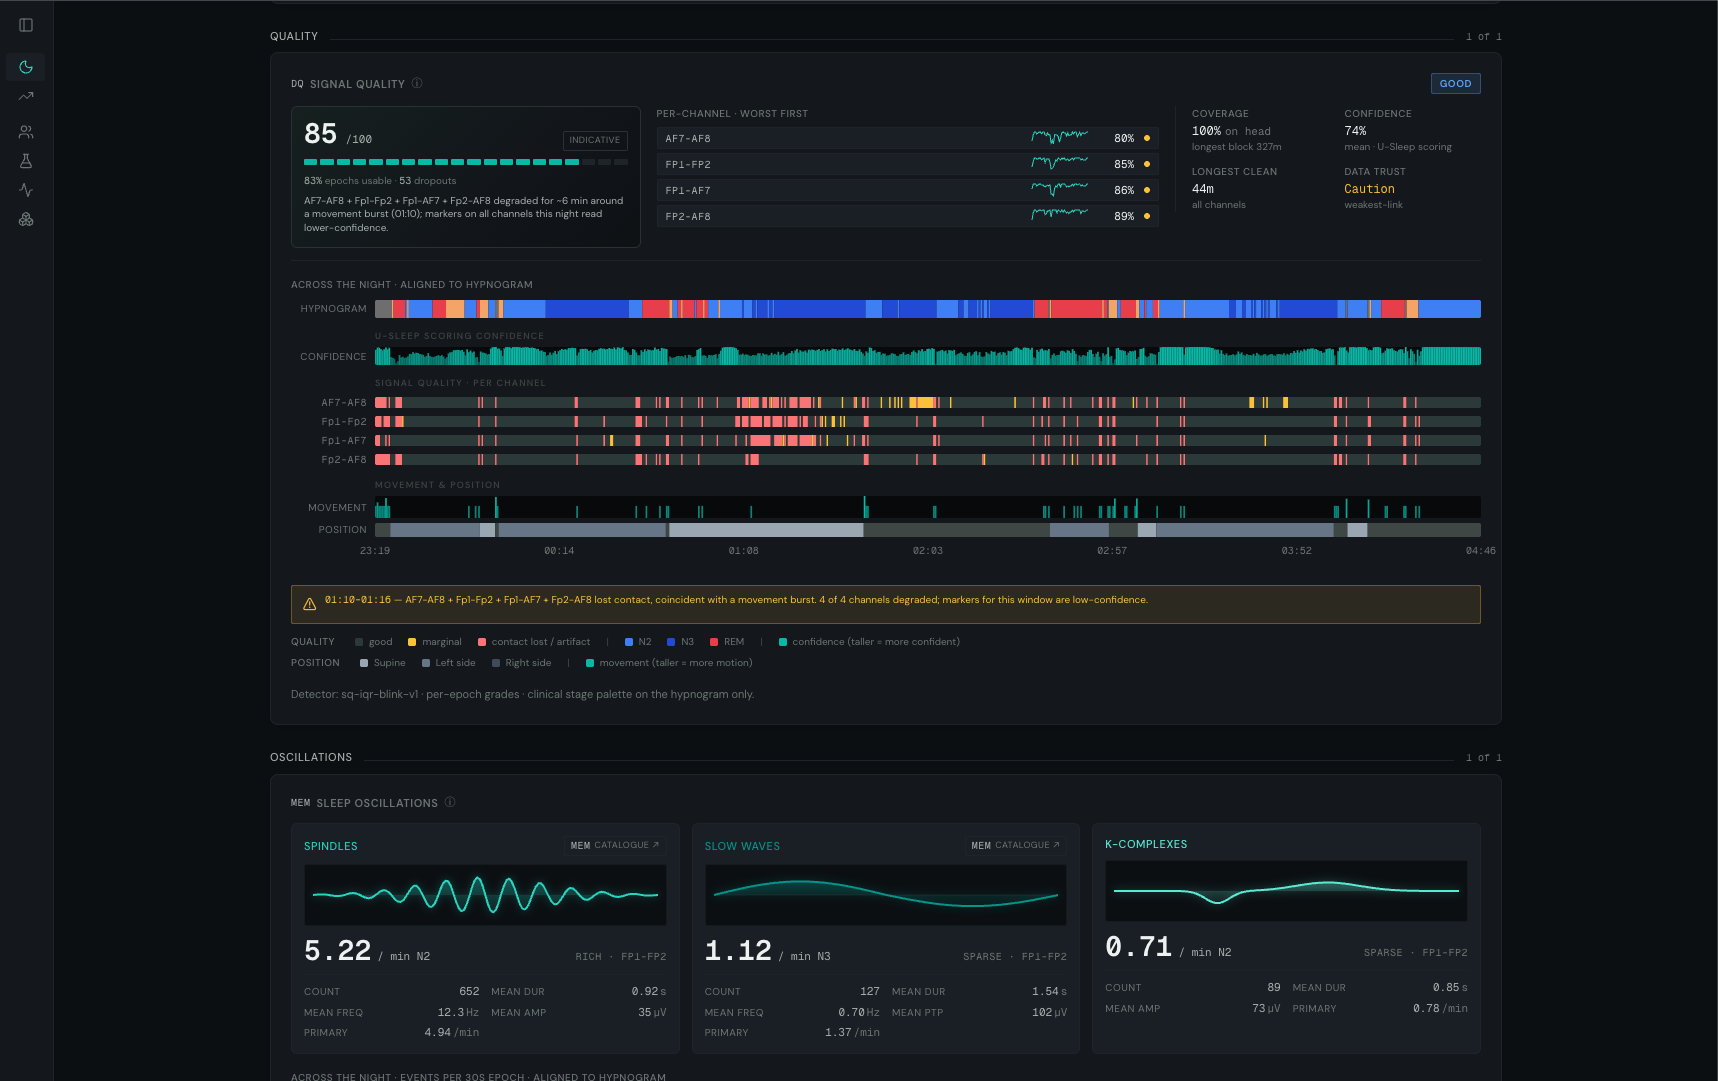 QUALITY
1 of 1
DQ SIGNAL QUALITY
GOOD
85 /100
INDICATIVE
83% epochs usable · 53 dropouts
AF7-AF8 + Fp1-Fp2 + Fp1-AF7 + Fp2-AF8 degraded for ~6 min around
a movement burst (01:10); markers on all channels this night read
lower-confidence.
PER-CHANNEL · WORST FIRST
AF7-AF8 80%
FP1-FP2 85%
FP1-AF7 86%
FP2-AF8 89%
COVERAGE
100% on head
longest block 327m
CONFIDENCE
74%
mean · U-Sleep scoring
LONGEST CLEAN
44m
all channels
DATA TRUST
Caution
weakest-link
ACROSS THE NIGHT · ALIGNED TO HYPNOGRAM
HYPNOGRAM
U-SLEEP SCORING CONFIDENCE
CONFIDENCE
SIGNAL QUALITY · PER CHANNEL
AF7-AF8
Fp1-Fp2
Fp1-AF7
Fp2-AF8
MOVEMENT & POSITION
MOVEMENT
POSITION
23:19 00:14 01:08 02:03 02:57 03:52 04:46
01:10–01:16 — AF7-AF8 + Fp1-Fp2 + Fp1-AF7 + Fp2-AF8 lost contact, coincident with a movement burst. 4 of 4 channels degraded; markers for this window are low-confidence.
QUALITY good marginal contact lost / artifact | N2 N3 REM | confidence (taller = more confident)
POSITION Supine Left side Right side | movement (taller = more motion)
Detector: sq-iqr-blink-v1 · per-epoch grades · clinical stage palette on the hypnogram only.
OSCILLATIONS
1 of 1
MEM SLEEP OSCILLATIONS
SPINDLES
MEM CATALOGUE ↗
5.22 / min N2
RICH · FP1-FP2
COUNT 652 MEAN DUR 0.92 s
MEAN FREQ 12.3 Hz MEAN AMP 35 µV
PRIMARY 4.94 /min
SLOW WAVES
MEM CATALOGUE ↗
1.12 / min N3
SPARSE · FP1-FP2
COUNT 127 MEAN DUR 1.54 s
MEAN FREQ 0.70 Hz MEAN PTP 102 µV
PRIMARY 1.37 /min
K-COMPLEXES
0.71 / min N2
SPARSE · FP1-FP2
COUNT 89 MEAN DUR 0.85 s
MEAN AMP 73 µV PRIMARY 0.78 /min
ACROSS THE NIGHT · EVENTS PER 30S EPOCH · ALIGNED TO HYPNOGRAM